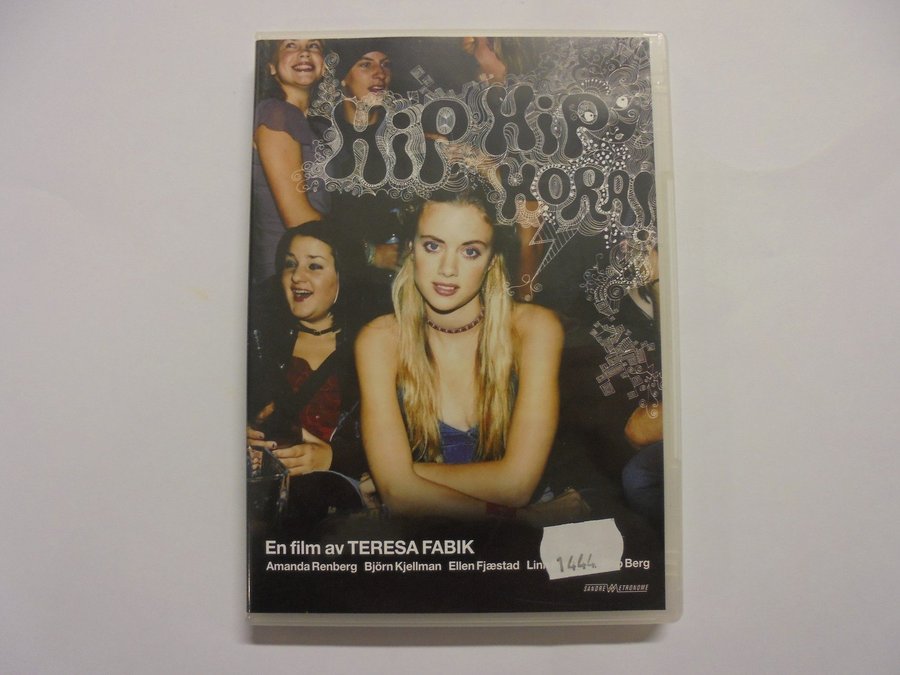 HiP HiP
HORA!
En film av TERESA FABIK
Amanda Renberg Björn Kjellman Ellen Fjæstad Berg
1444
SANDREW METRONOME